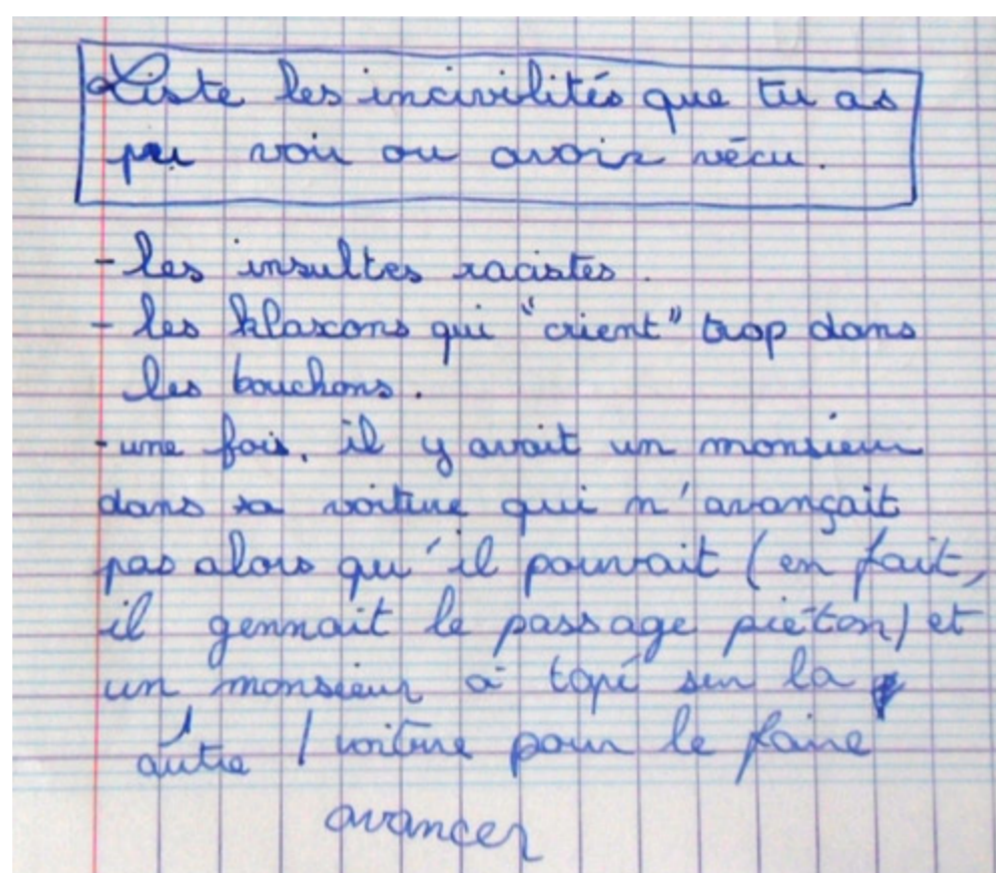 Liste les incivilités que tu as
pu voir ou avoir vécu.
- les insultes racistes.
- les klaxons qui "crient" trop dans
les bouchons.
- une fois, il y avait un monsieur
dans sa voiture qui n'avançait
pas alors qu'il pouvait (en fait,
il gennait le passage piéton) et
un monsieur a tapé sur la
autre / voiture pour le faire
avancer